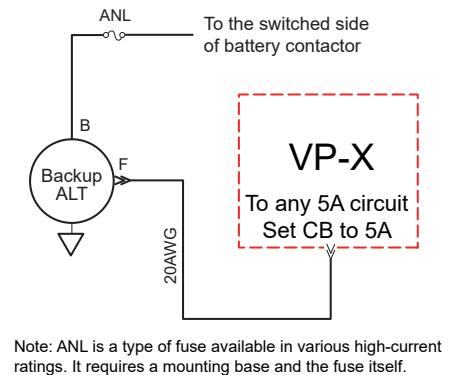 ANL
To the switched side
of battery contactor
B
F
Backup
ALT
VP-X
To any 5A circuit
Set CB to 5A
20AWG
Note: ANL is a type of fuse available in various high-current
ratings. It requires a mounting base and the fuse itself.